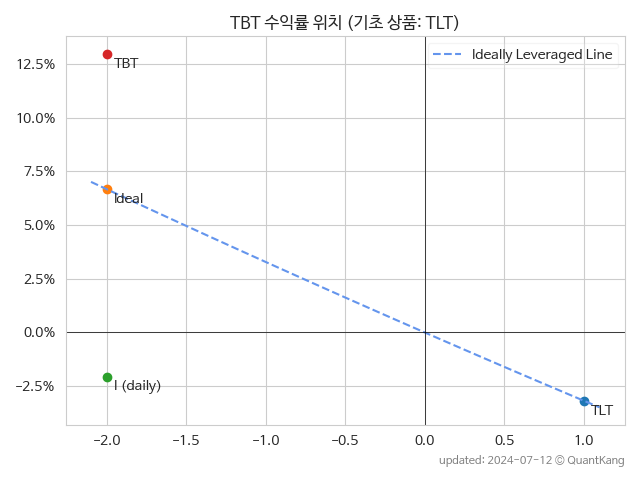 TBT 수익률 위치 (기초 상품: TLT)
Ideally Leveraged Line
12.5%
10.0%
7.5%
5.0%
2.5%
0.0%
−2.5%
TBT
Ideal
I (daily)
TLT
−2.0
−1.5
−1.0
−0.5
0.0
0.5
1.0
updated: 2024-07-12 © QuantKang